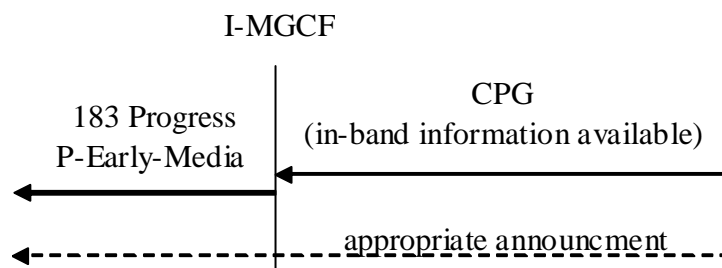 I-MGCF
183 Progress
P-Early-Media
CPG
(in-band information available)
appropriate announcment